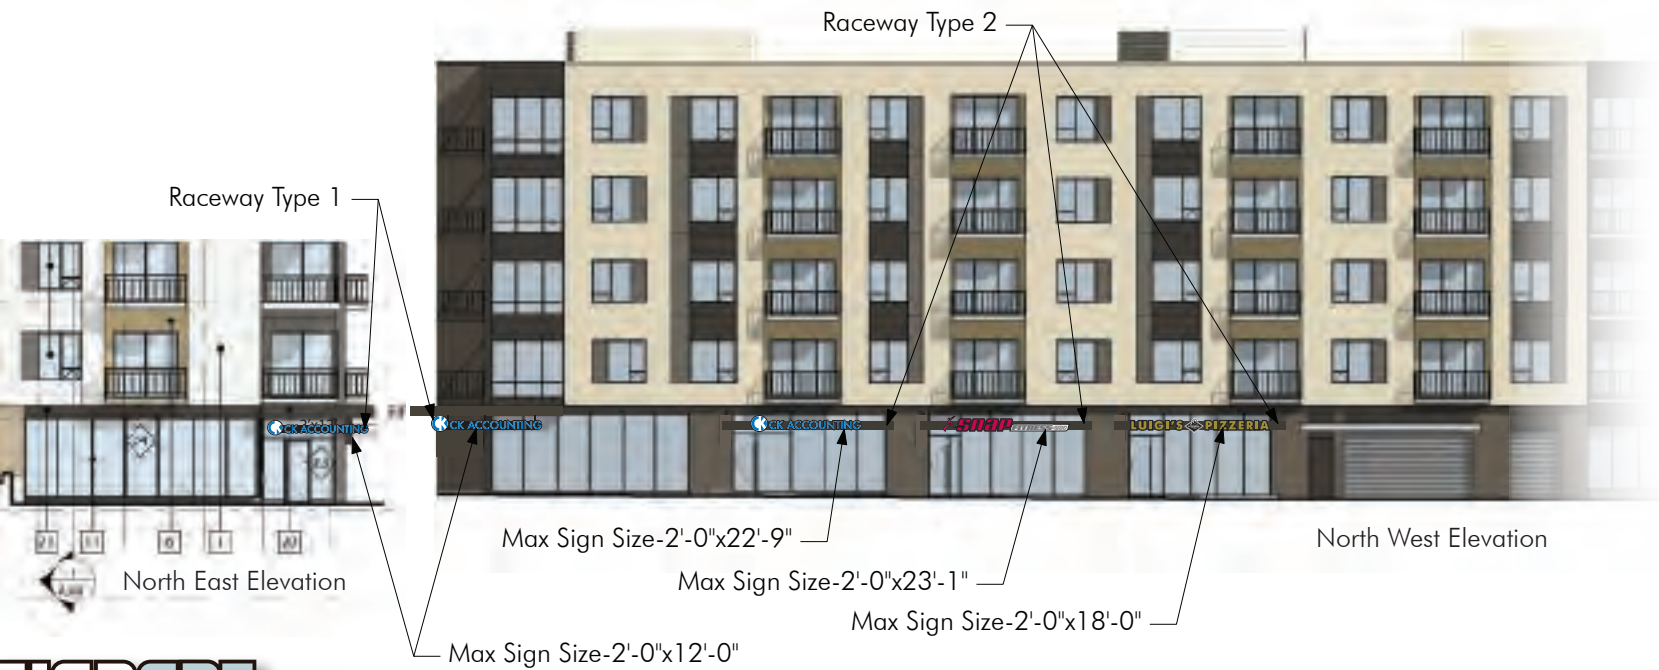 Raceway Type 2
Raceway Type 1
CK ACCOUNTING
CK ACCOUNTING
CK ACCOUNTING
SNAP FITNESS
LUIGI'S PIZZERIA
Max Sign Size-2'-0"x22'-9"
North West Elevation
Max Sign Size-2'-0"x23'-1"
North East Elevation
Max Sign Size-2'-0"x18'-0"
Max Sign Size-2'-0"x12'-0"